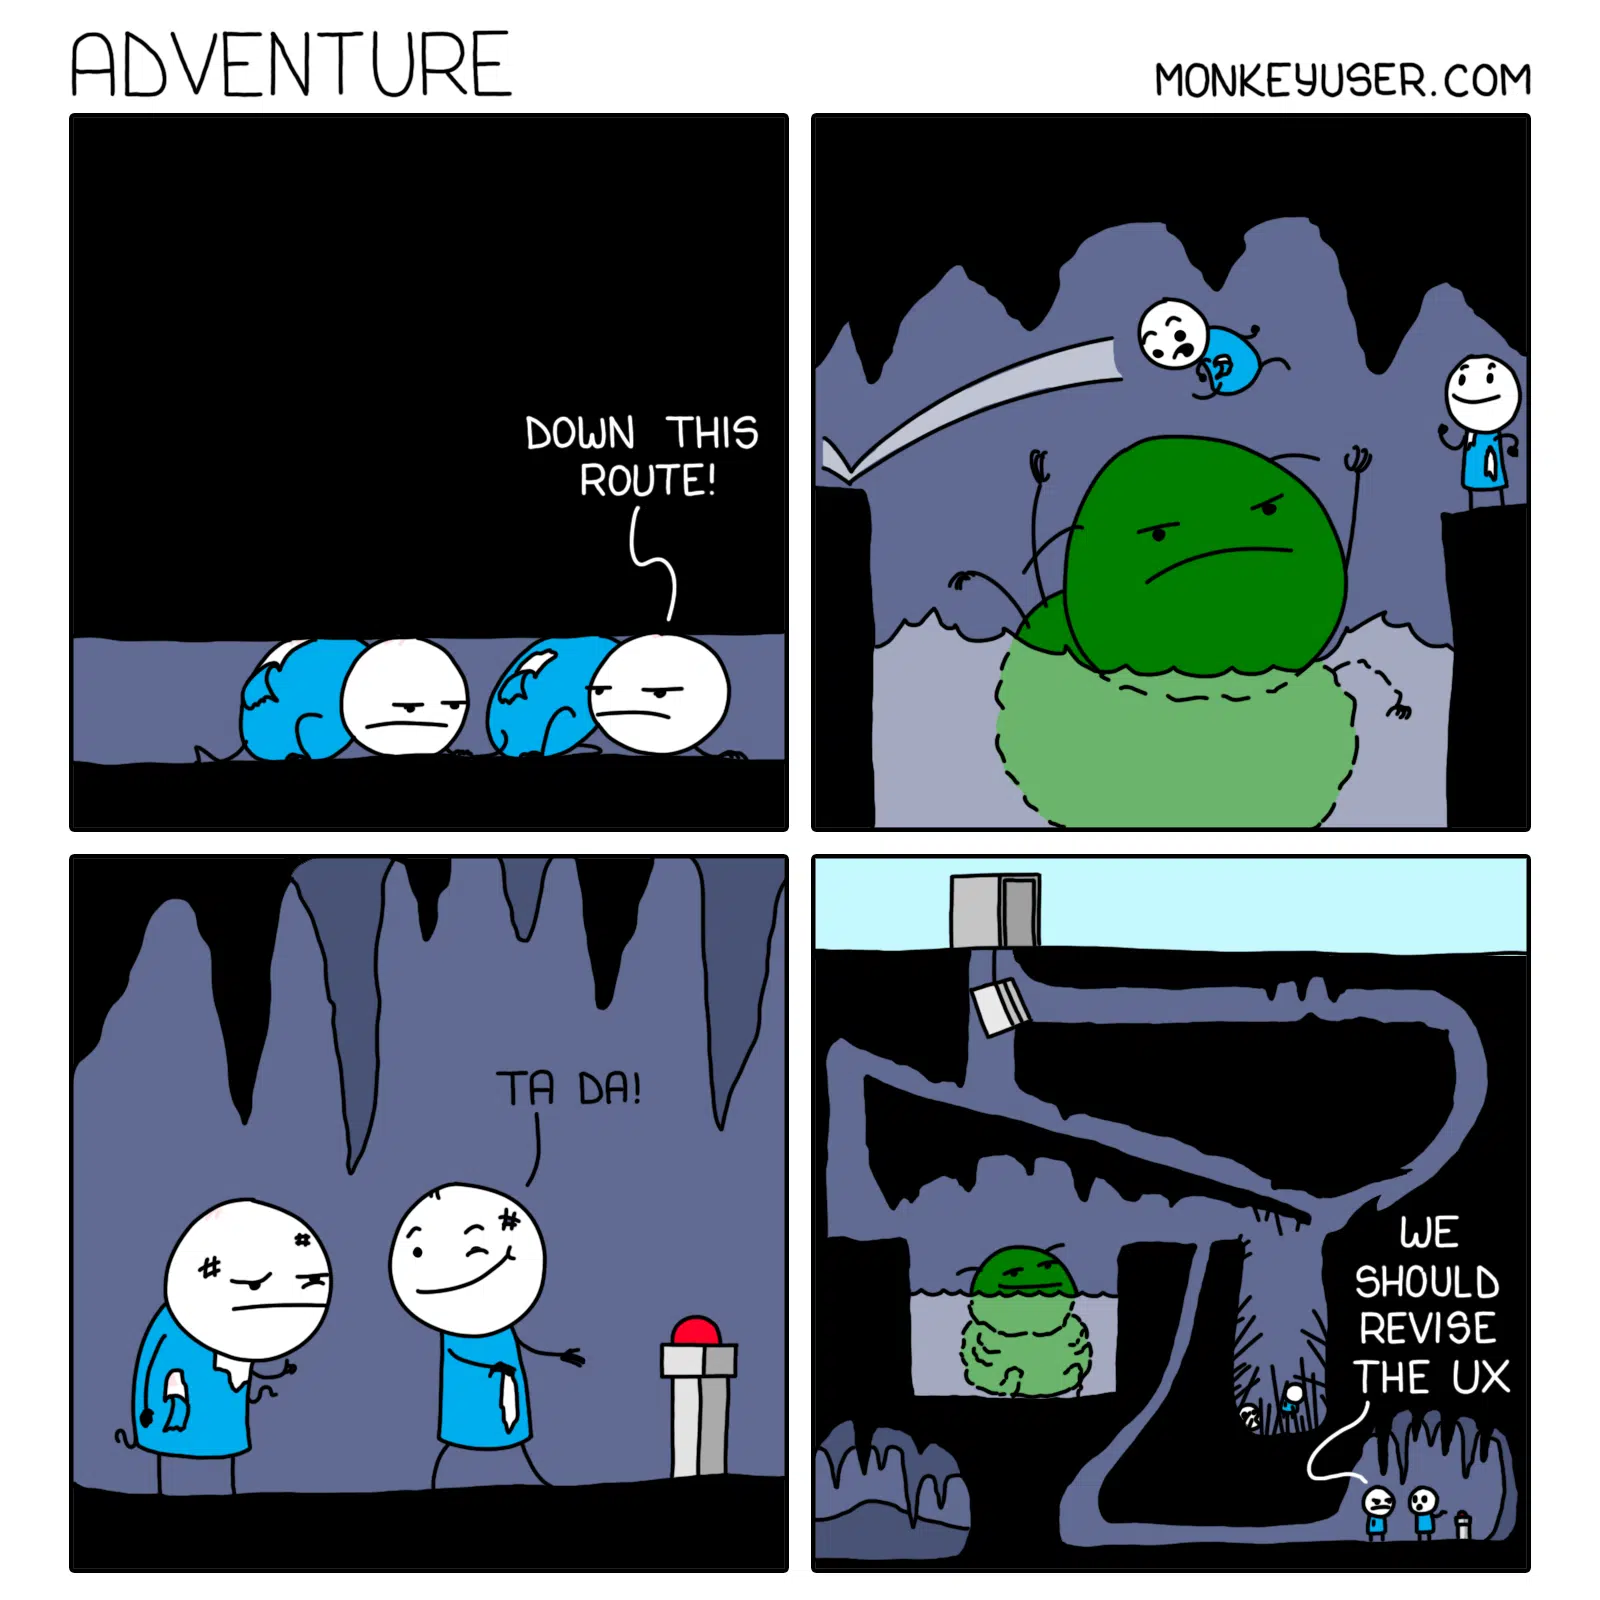 ADVENTURE
MONKEYUSER.COM
DOWN THIS
ROUTE!
TA DA!
WE
SHOULD
REVISE
THE UX